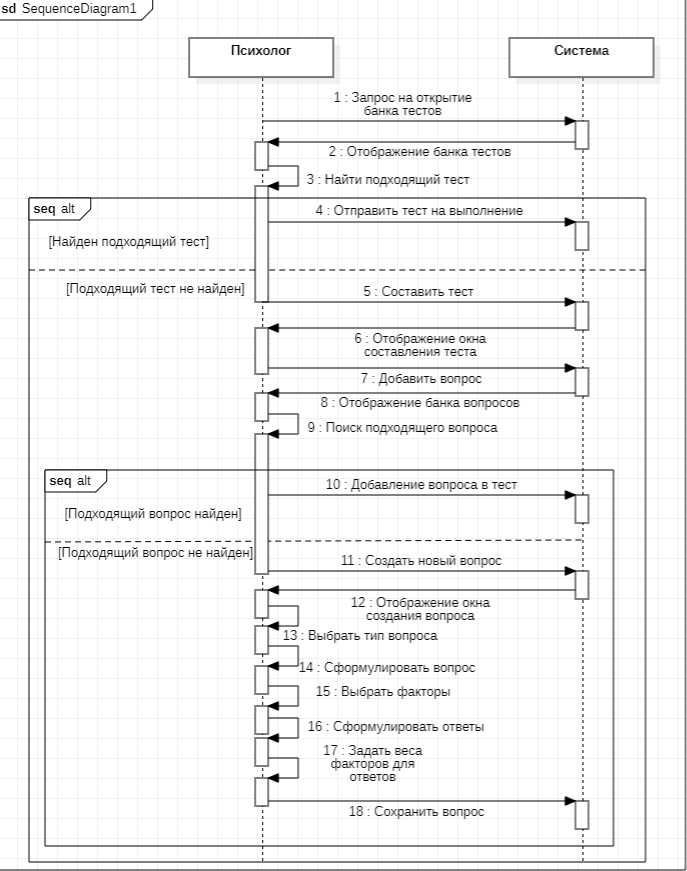 sd SequenceDiagram1
Психолог
Система
1 : Запрос на открытие
банка тестов
2 : Отображение банка тестов
3 : Найти подходящий тест
seq alt
4 : Отправить тест на выполнение
[Найден подходящий тест]
[Подходящий тест не найден]
5 : Составить тест
6 : Отображение окна
составления теста
7 : Добавить вопрос
8 : Отображение банка вопросов
9 : Поиск подходящего вопроса
seq alt
10 : Добавление вопроса в тест
[Подходящий вопрос найден]
[Подходящий вопрос не найден]
11 : Создать новый вопрос
12 : Отображение окна
создания вопроса
13 : Выбрать тип вопроса
14 : Сформулировать вопрос
15 : Выбрать факторы
16 : Сформулировать ответы
17 : Задать веса
факторов для
ответов
18 : Сохранить вопрос